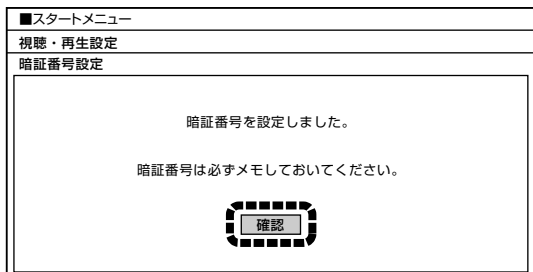 ■スタートメニュー
視聴・再生設定
暗証番号設定
暗証番号を設定しました。
暗証番号は必ずメモしておいてください。
確認